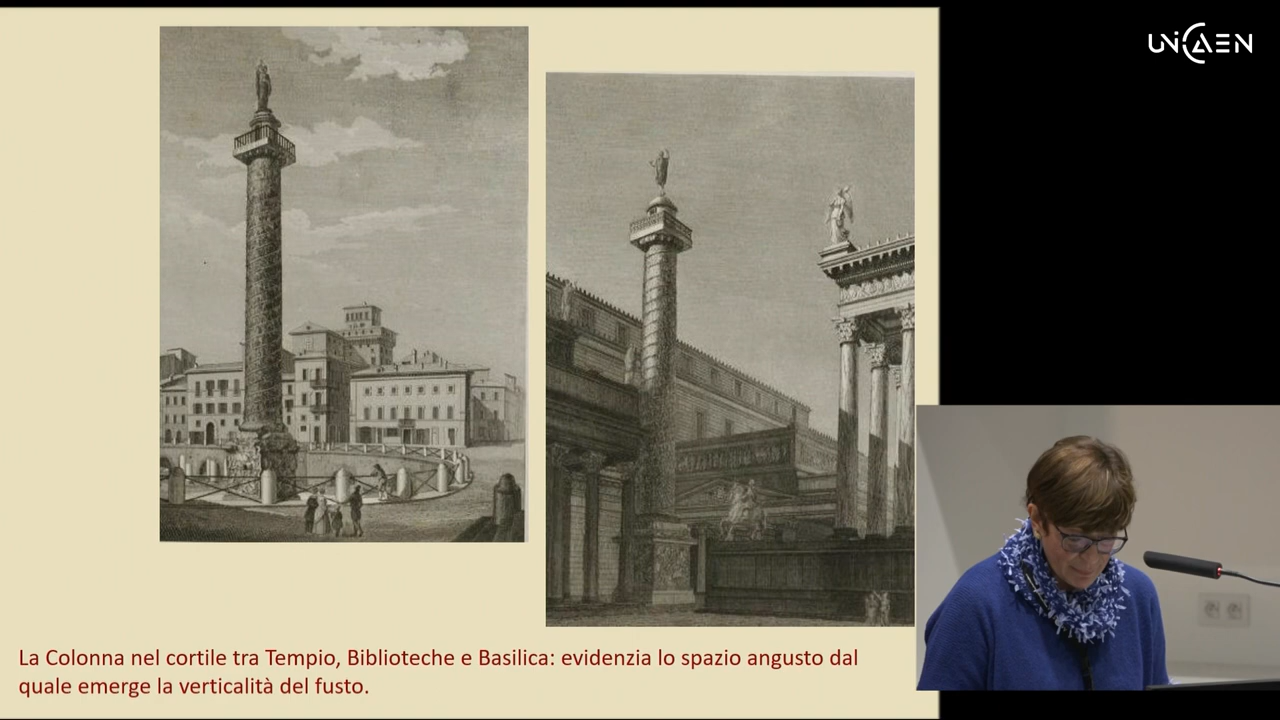 UNICAEN
La Colonna nel cortile tra Tempio, Biblioteche e Basilica: evidenzia lo spazio angusto dal
quale emerge la verticalità del fusto.